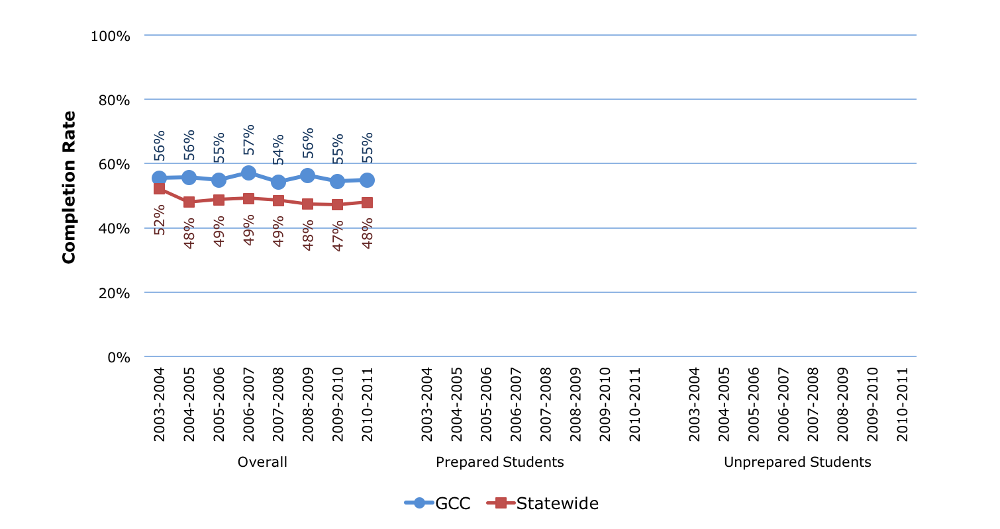 100%
80%
60%
40%
20%
0%
Completion Rate
56% 56% 55% 57% 54% 56% 55% 55%
52% 48% 49% 49% 49% 48% 47% 48%
2003-2004 2004-2005 2005-2006 2006-2007 2007-2008 2008-2009 2009-2010 2010-2011 2003-2004 2004-2005 2005-2006 2006-2007 2007-2008 2008-2009 2009-2010 2010-2011 2003-2004 2004-2005 2005-2006 2006-2007 2007-2008 2008-2009 2009-2010 2010-2011
Overall Prepared Students Unprepared Students
GCC Statewide